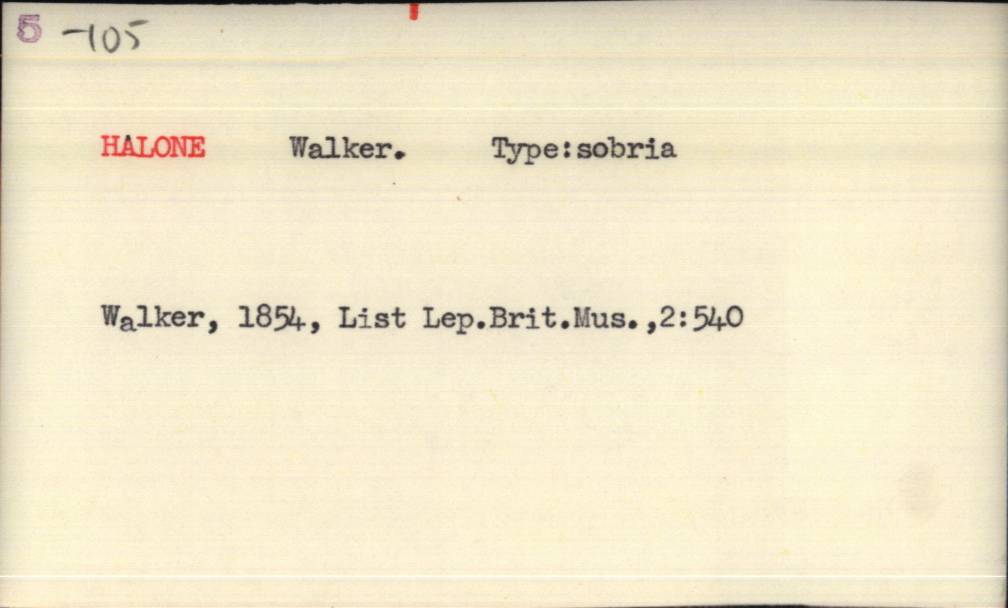 5 -105
HALONE Walker. Type:sobria
Walker, 1854, List Lep.Brit.Mus.,2:540